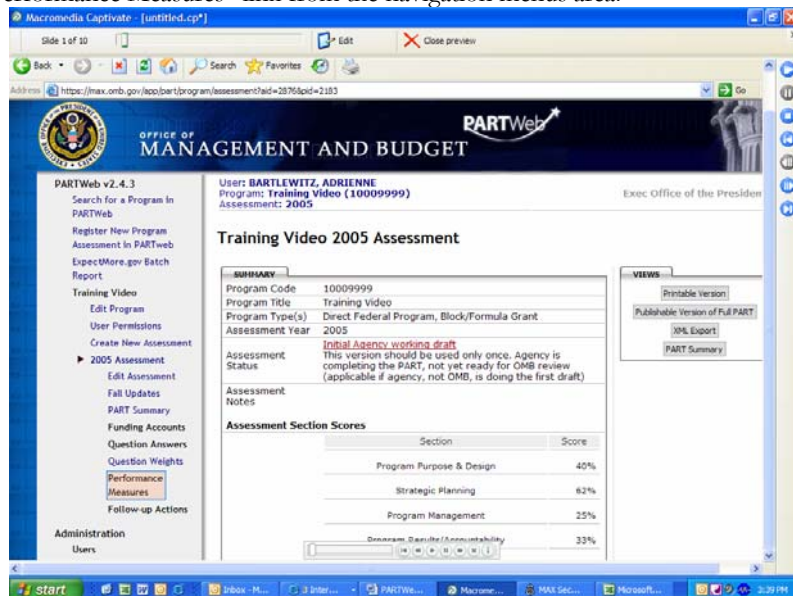 erformance Measures" link from the navigation menus area.
Macromedia Captivate - [untitled.cp*]
Slide 1 of 10
Edit
Close preview
Back
Search
Favorites
Address
https://max.omb.gov/app/part/program/assessment?aid=2876&pid=2183
Go
OFFICE OF
MANAGEMENT AND BUDGET
PARTWeb
PARTWeb v2.4.3
Search for a Program in
PARTWeb
Register New Program
Assessment in PARTweb
ExpectMore.gov Batch
Report
Training Video
Edit Program
User Permissions
Create New Assessment
2005 Assessment
Edit Assessment
Fall Updates
PART Summary
Funding Accounts
Question Answers
Question Weights
Performance
Measures
Follow-up Actions
Administration
Users
User: BARTLEWITZ, ADRIENNE
Program: Training Video (10009999)
Assessment: 2005
Exec Office of the Presiden
Training Video 2005 Assessment
SUMMARY
Program Code 10009999
Program Title Training Video
Program Type(s) Direct Federal Program, Block/Formula Grant
Assessment Year 2005
Assessment
Status
Initial Agency working draft
This version should be used only once. Agency is
completing the PART, not yet ready for OMB review
(applicable if agency, not OMB, is doing the first draft)
Assessment
Notes
Assessment Section Scores
Section Score
Program Purpose & Design 40%
Strategic Planning 62%
Program Management 25%
Program Results/Accountability 33%
VIEWS
Printable Version
Publishable Version of Full PART
XML Export
PART Summary
start
Inbox - M...
3 Inter...
PARTWe...
Macrome...
MAX Sec...
Microsoft...
3:39 PM